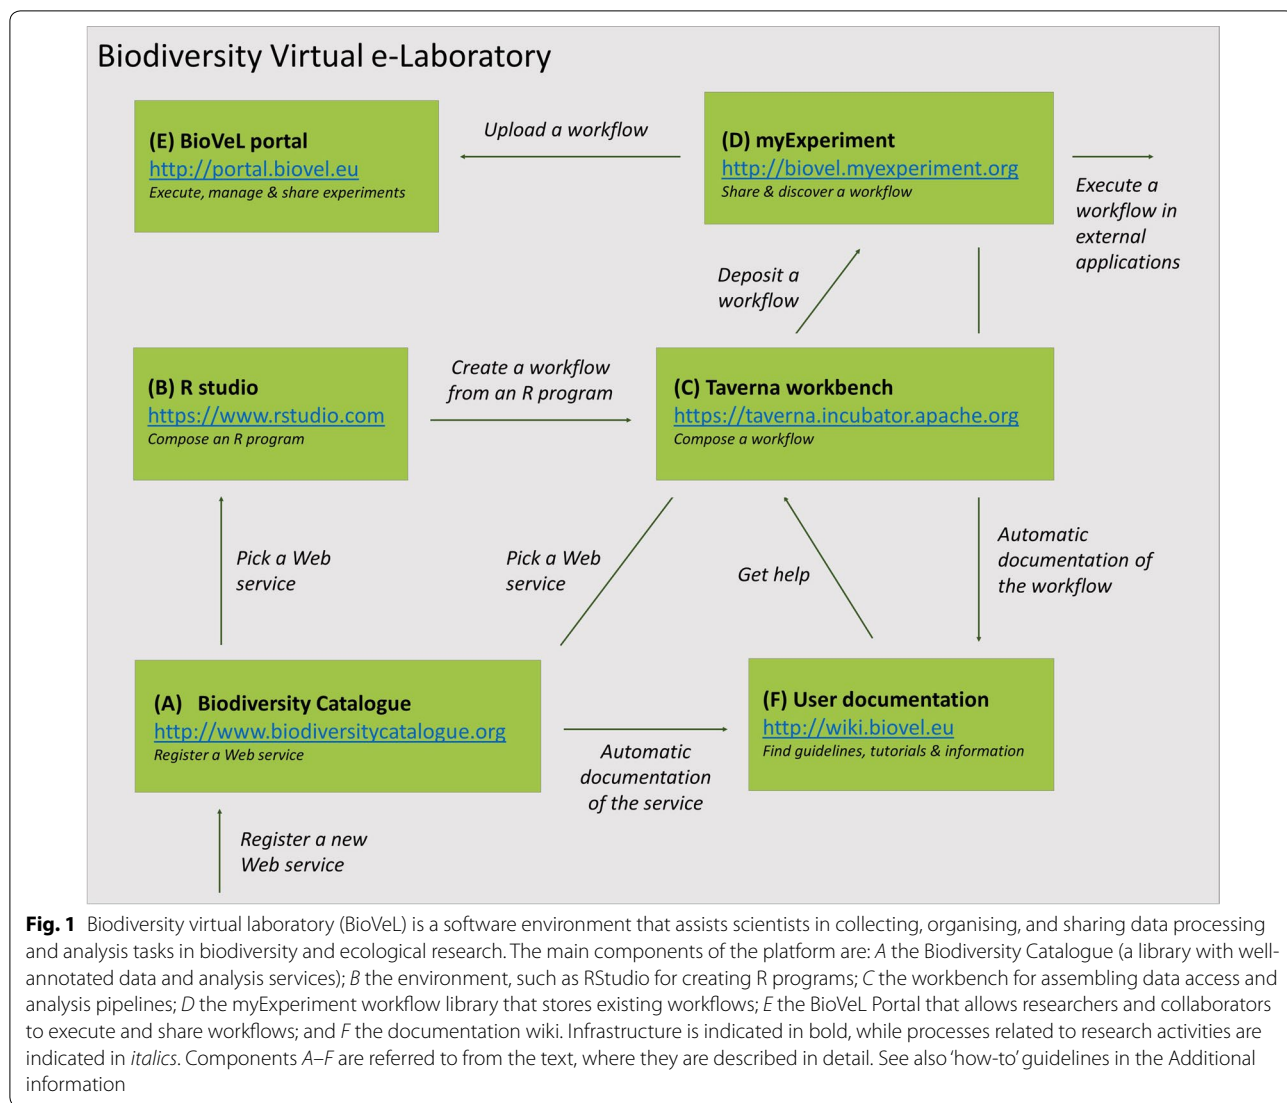 Biodiversity Virtual e-Laboratory
(E) BioVeL portal
http://portal.biovel.eu
Execute, manage & share experiments
Upload a workflow
(D) myExperiment
http://biovel.myexperiment.org
Share & discover a workflow
Execute a
workflow in
external
applications
Deposit a
workflow
(B) R studio
https://www.rstudio.com
Compose an R program
Create a workflow
from an R program
(C) Taverna workbench
https://taverna.incubator.apache.org
Compose a workflow
Pick a Web
service
Pick a Web
service
Get help
Automatic
documentation of
the workflow
(A) Biodiversity Catalogue
http://www.biodiversitycatalogue.org
Register a Web service
Automatic
documentation
of the service
(F) User documentation
http://wiki.biovel.eu
Find guidelines, tutorials & information
Register a new
Web service
Fig. 1 Biodiversity virtual laboratory (BioVeL) is a software environment that assists scientists in collecting, organising, and sharing data processing
and analysis tasks in biodiversity and ecological research. The main components of the platform are: A the Biodiversity Catalogue (a library with well-
annotated data and analysis services); B the environment, such as RStudio for creating R programs; C the workbench for assembling data access and
analysis pipelines; D the myExperiment workflow library that stores existing workflows; E the BioVeL Portal that allows researchers and collaborators
to execute and share workflows; and F the documentation wiki. Infrastructure is indicated in bold, while processes related to research activities are
indicated in italics. Components A–F are referred to from the text, where they are described in detail. See also ‘how-to’ guidelines in the Additional
information